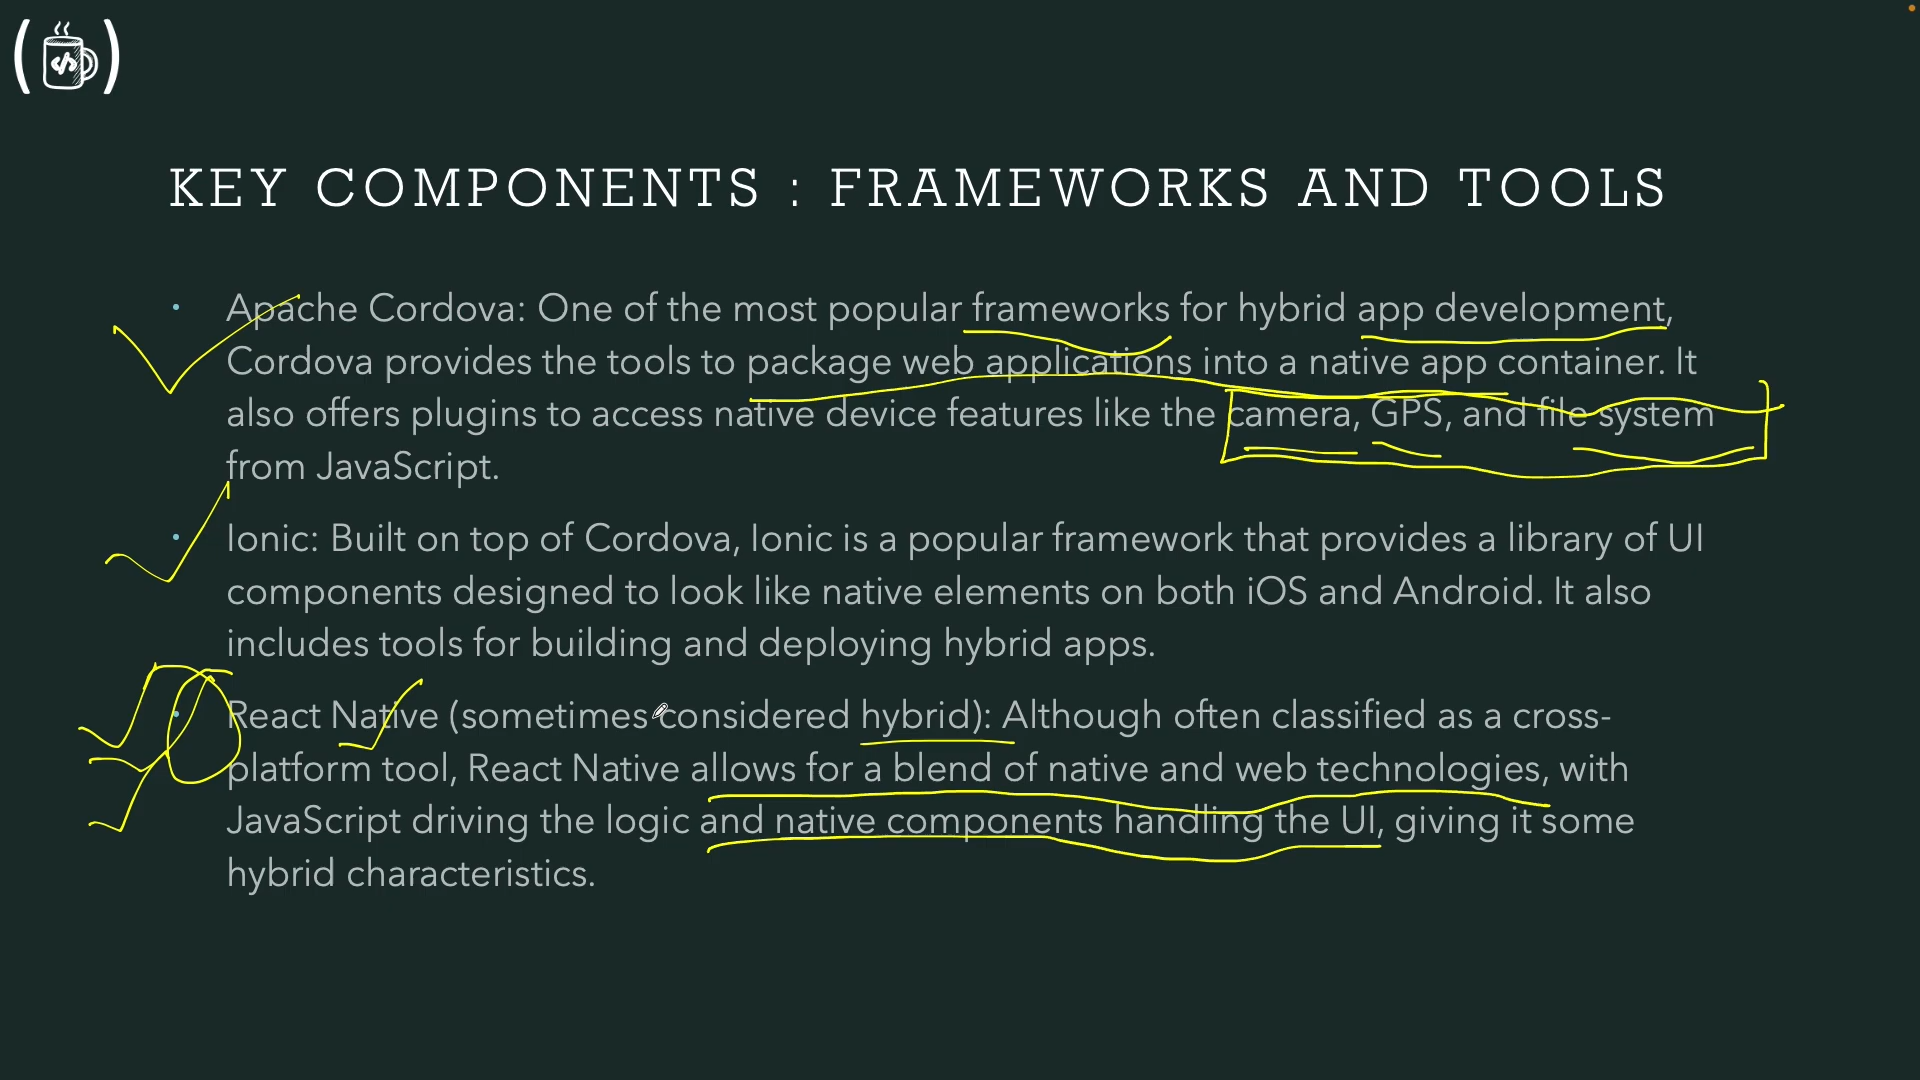 KEY COMPONENTS : FRAMEWORKS AND TOOLS
• Apache Cordova: One of the most popular frameworks for hybrid app development,
Cordova provides the tools to package web applications into a native app container. It
also offers plugins to access native device features like the camera, GPS, and file system
from JavaScript.
• Ionic: Built on top of Cordova, Ionic is a popular framework that provides a library of UI
components designed to look like native elements on both iOS and Android. It also
includes tools for building and deploying hybrid apps.
• React Native (sometimes considered hybrid): Although often classified as a cross-
platform tool, React Native allows for a blend of native and web technologies, with
JavaScript driving the logic and native components handling the UI, giving it some
hybrid characteristics.